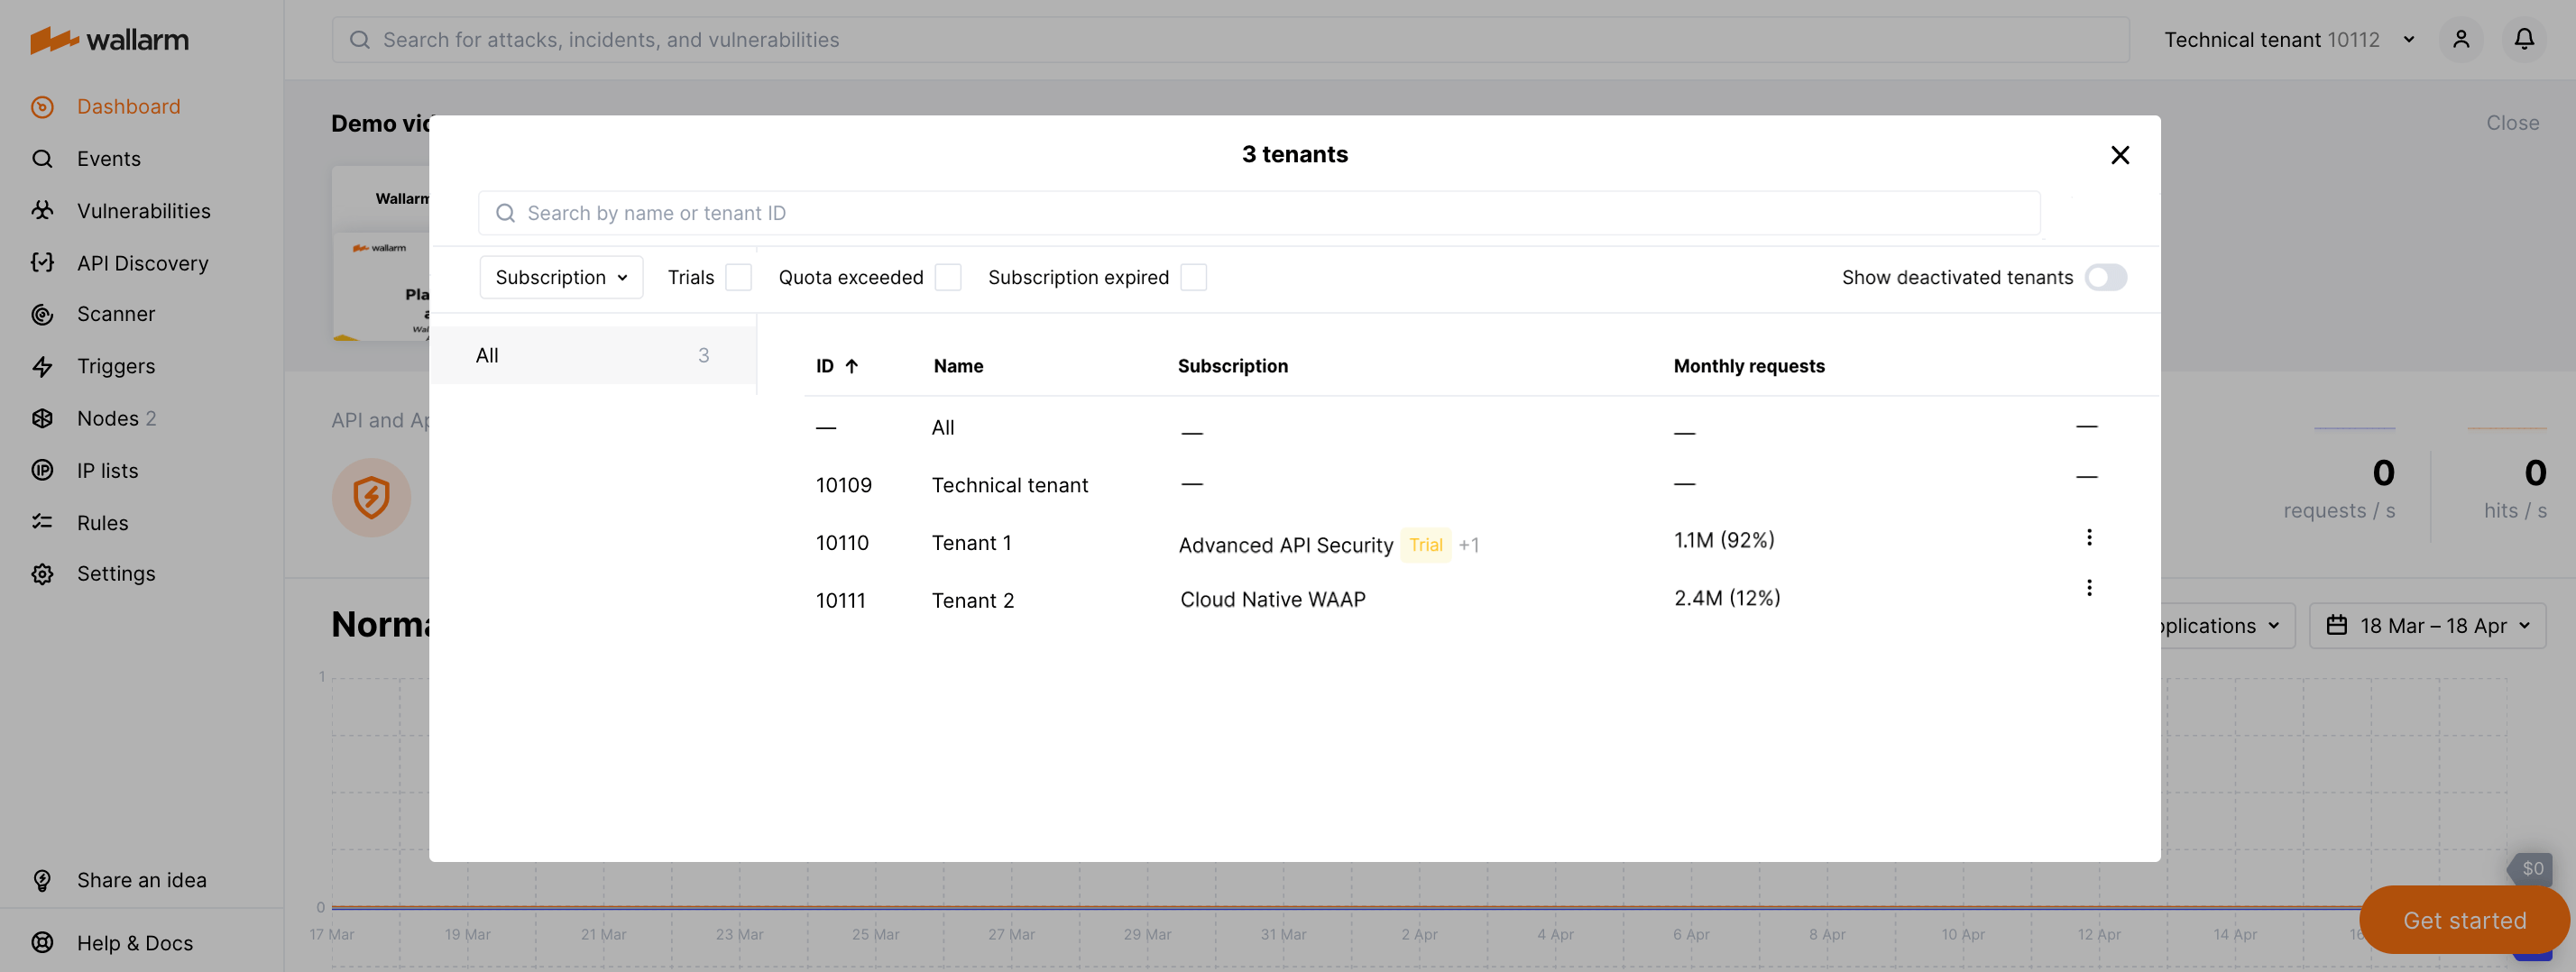 wallarm
Search for attacks, incidents, and vulnerabilities
Technical tenant 10112
Dashboard
Events
Vulnerabilities
API Discovery
Scanner
Triggers
Nodes 2
IP lists
Rules
Settings
Share an idea
Help & Docs
Demo vid
Close
Wallarm
wallarm
Pla
a
Wal
3 tenants
Search by name or tenant ID
Subscription
Trials
Quota exceeded
Subscription expired
Show deactivated tenants
All 3
ID Name Subscription Monthly requests
— All — — —
10109 Technical tenant — — —
10110 Tenant 1 Advanced API Security Trial +1 1.1M (92%)
10111 Tenant 2 Cloud Native WAAP 2.4M (12%)
API and Ap
0
requests / s
0
hits / s
Norma
pplications
18 Mar – 18 Apr
1
0
17 Mar 19 Mar 21 Mar 23 Mar 25 Mar 27 Mar 29 Mar 31 Mar 2 Apr 4 Apr 6 Apr 8 Apr 10 Apr 12 Apr 14 Apr 16
$0
Get started